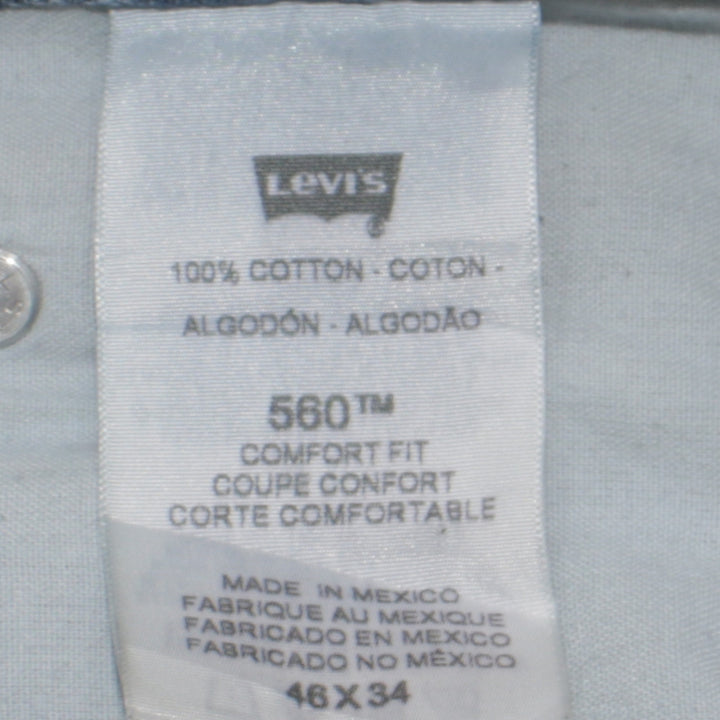 Levi's
100% COTTON - COTON -
ALGODÓN - ALGODÃO
560™
COMFORT FIT
COUPE CONFORT
CORTE COMFORTABLE
MADE IN MEXICO
FABRIQUE AU MEXIQUE
FABRICADO EN MEXICO
FABRICADO NO MÉXICO
46 X 34